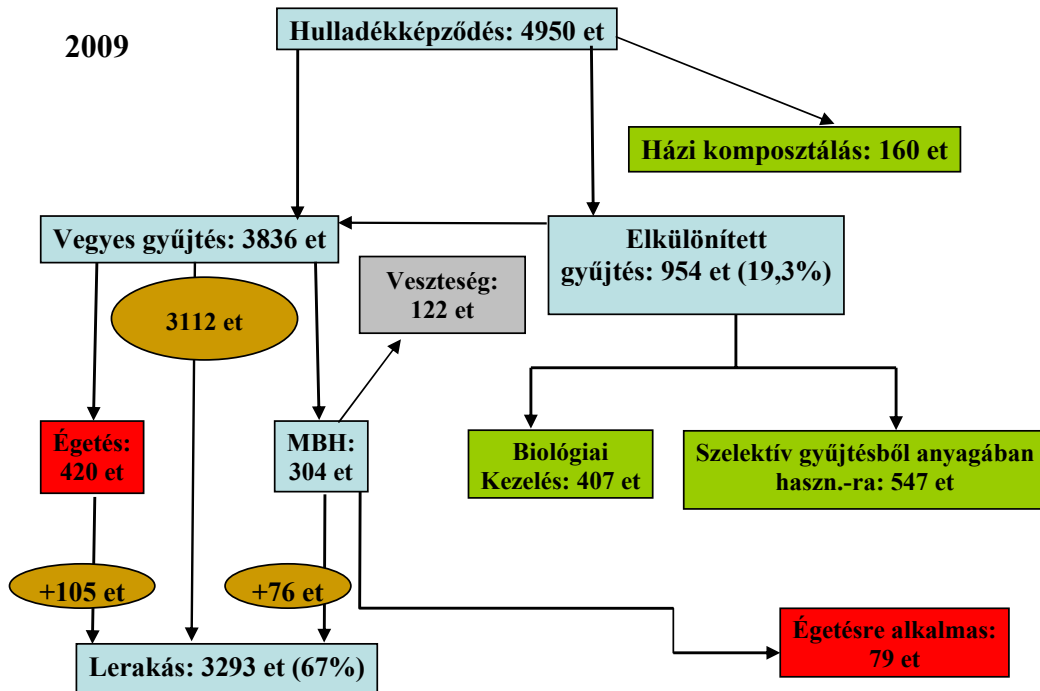 Hulladékképződés: 4950 et
2009
Házi komposztálás: 160 et
Vegyes gyűjtés: 3836 et
Elkülönített
gyűjtés: 954 et (19,3%)
Veszteség:
122 et
3112 et
Égetés:
420 et
MBH:
304 et
Biológiai
Kezelés: 407 et
Szelektív gyűjtésből anyagában
haszn.-ra: 547 et
+105 et
+76 et
Égetésre alkalmas:
79 et
Lerakás: 3293 et (67%)